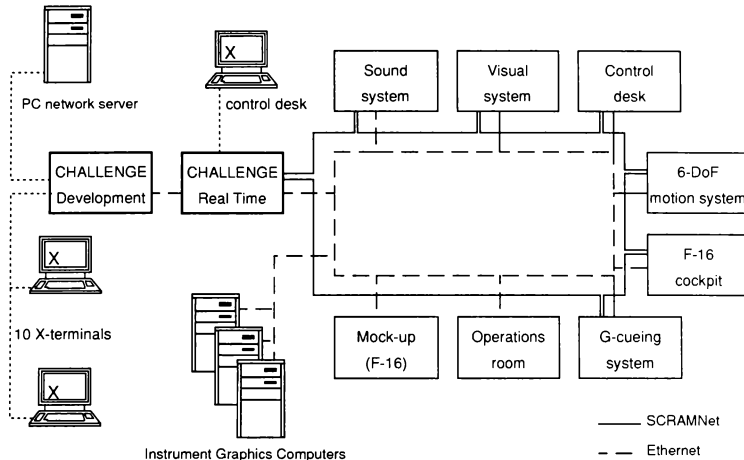 X
PC network server
control desk
Sound
system
Visual
system
Control
desk
CHALLENGE
Development
CHALLENGE
Real Time
6-DoF
motion system
F-16
cockpit
X
10 X-terminals
X
Mock-up
(F-16)
Operations
room
G-cueing
system
Instrument Graphics Computers
SCRAMNet
Ethernet